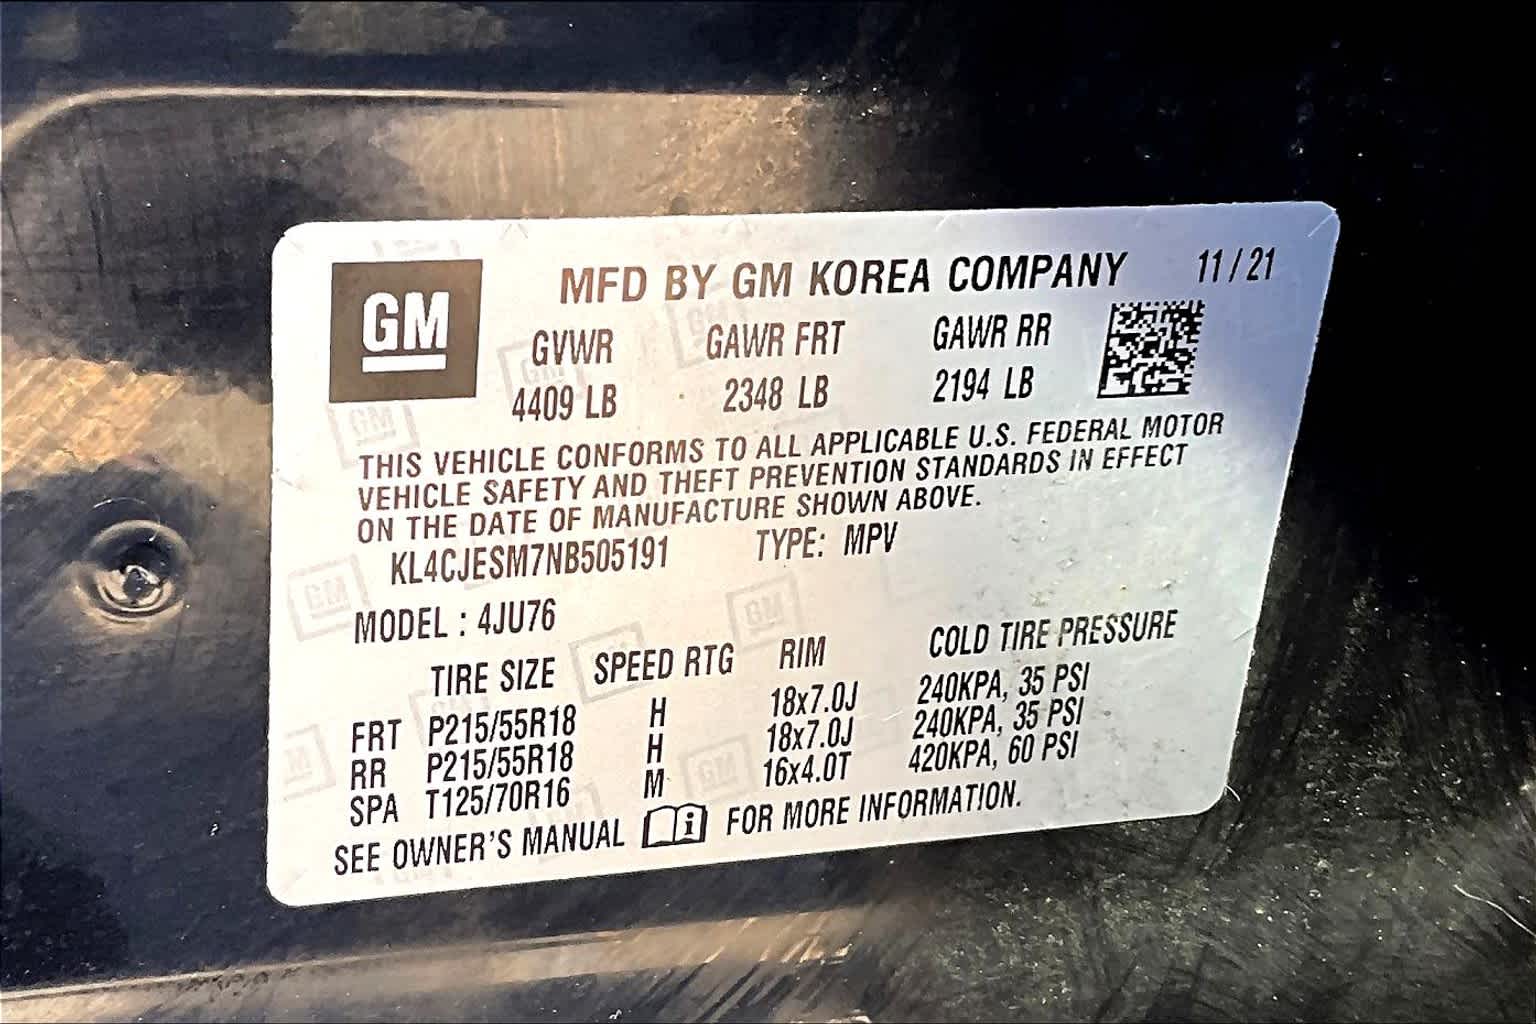 GM
MFD BY GM KOREA COMPANY 11/21
GVWR GAWR FRT GAWR RR
4409 LB 2348 LB 2194 LB
THIS VEHICLE CONFORMS TO ALL APPLICABLE U.S. FEDERAL MOTOR
VEHICLE SAFETY AND THEFT PREVENTION STANDARDS IN EFFECT
ON THE DATE OF MANUFACTURE SHOWN ABOVE.
KL4CJESM7NB505191 TYPE: MPV
MODEL : 4JU76
TIRE SIZE SPEED RTG RIM COLD TIRE PRESSURE
FRT P215/55R18 H 18x7.0J 240KPA, 35 PSI
RR P215/55R18 H 18x7.0J 240KPA, 35 PSI
SPA T125/70R16 M 16x4.0T 420KPA, 60 PSI
SEE OWNER'S MANUAL i FOR MORE INFORMATION.